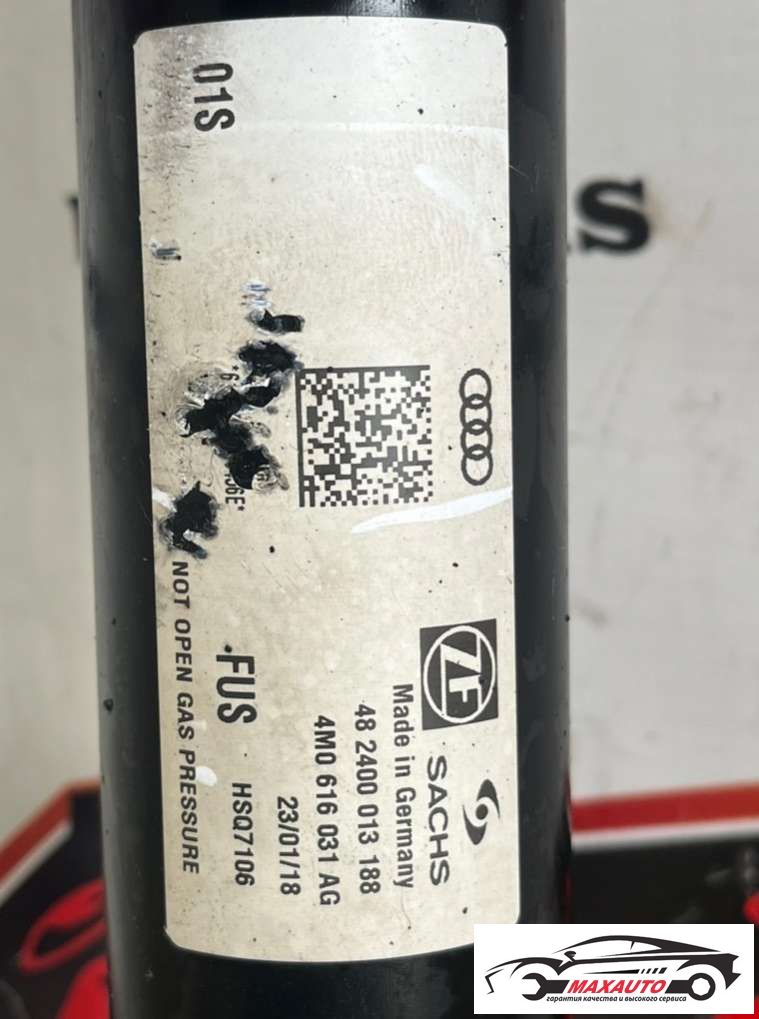 ZF SACHS
Made in Germany
48 2400 013 188
4M0 616 031 AG
23/01/18
FUS HSQ7106
NOT OPEN GAS PRESSURE
01S
MAXAUTO
гарантия качества и высокого сервиса